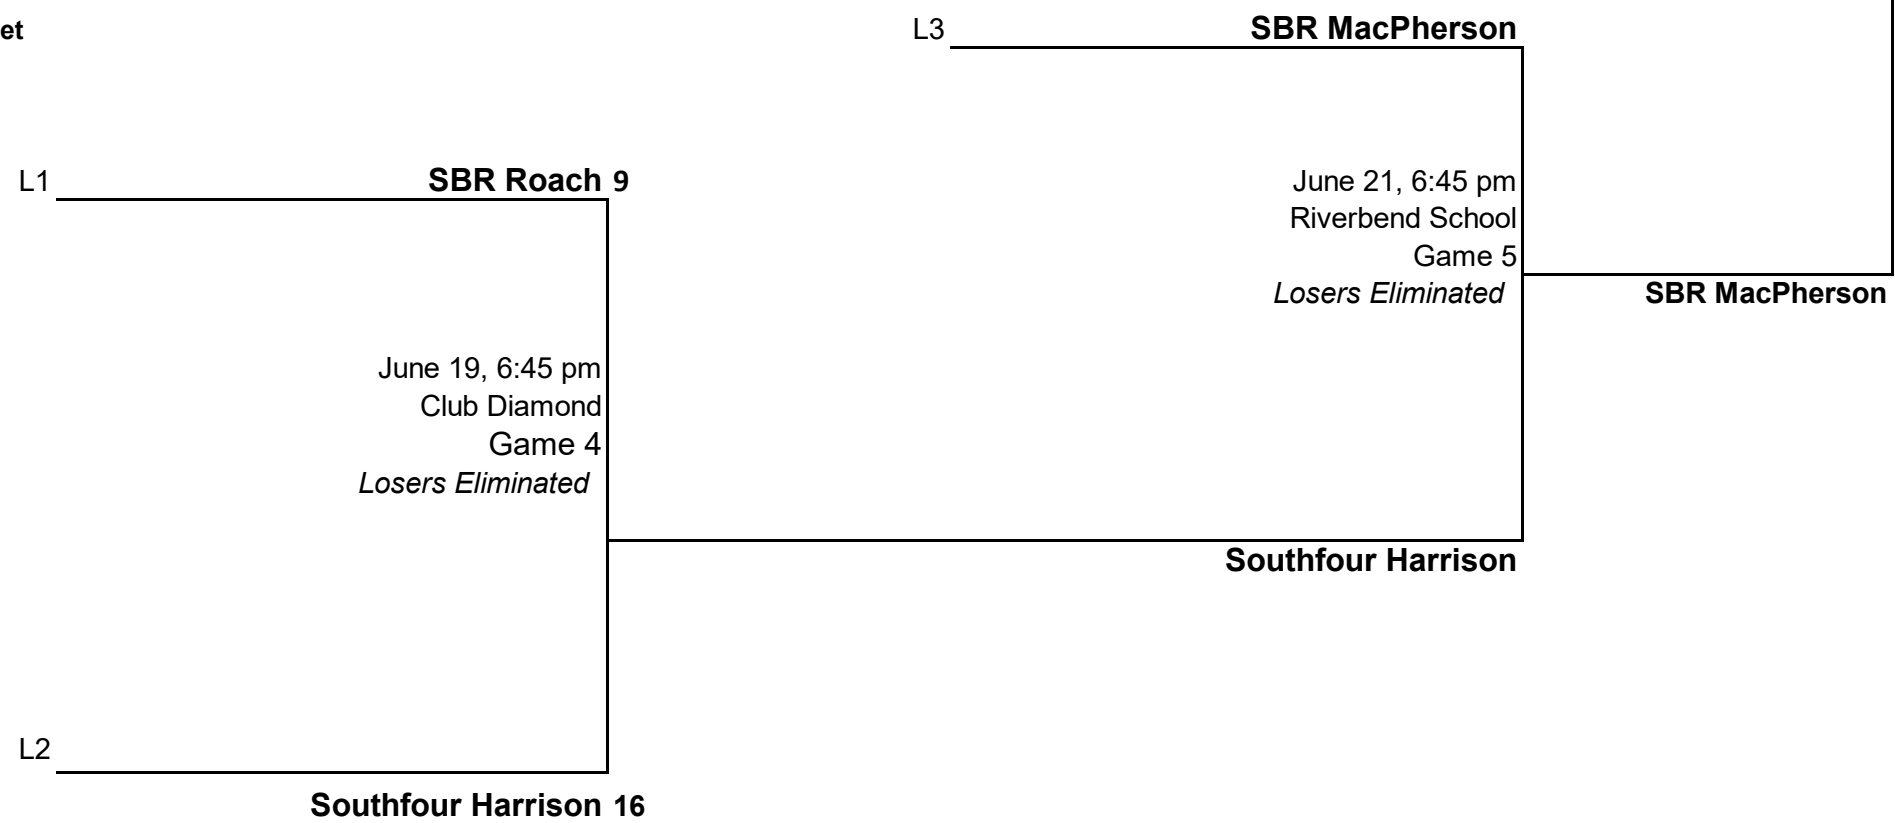 et
L3 SBR MacPherson
L1 SBR Roach 9
June 21, 6:45 pm
Riverbend School
Game 5
Losers Eliminated
SBR MacPherson
June 19, 6:45 pm
Club Diamond
Game 4
Losers Eliminated
Southfour Harrison
L2
Southfour Harrison 16